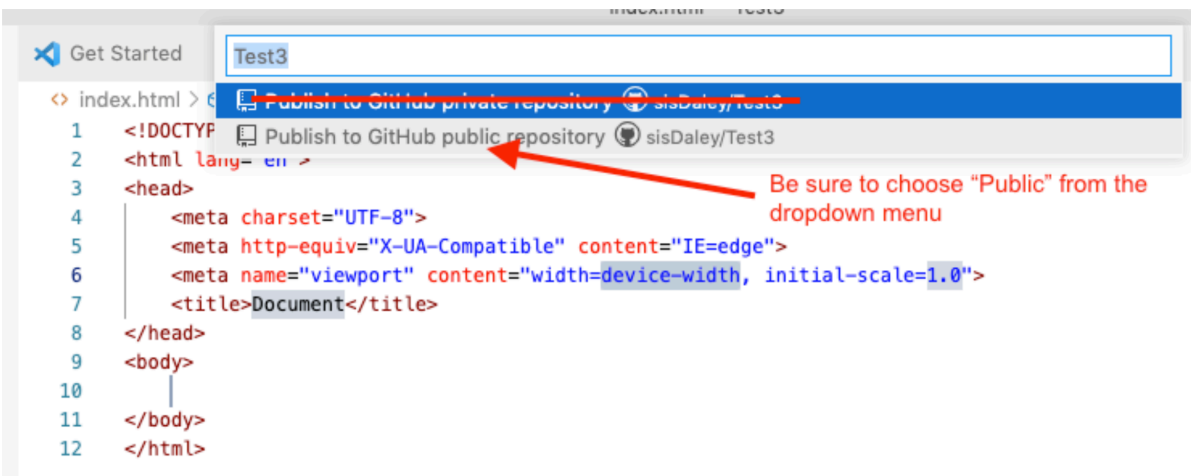 index.html — Test3
Get Started
Test3
index.html >
Publish to GitHub private repository sisDaley/Test3
Publish to GitHub public repository sisDaley/Test3
Be sure to choose “Public” from the
dropdown menu
1 <!DOCTYP
2 <html lang="en">
3 <head>
4 <meta charset="UTF-8">
5 <meta http-equiv="X-UA-Compatible" content="IE=edge">
6 <meta name="viewport" content="width=device-width, initial-scale=1.0">
7 <title>Document</title>
8 </head>
9 <body>
10
11 </body>
12 </html>